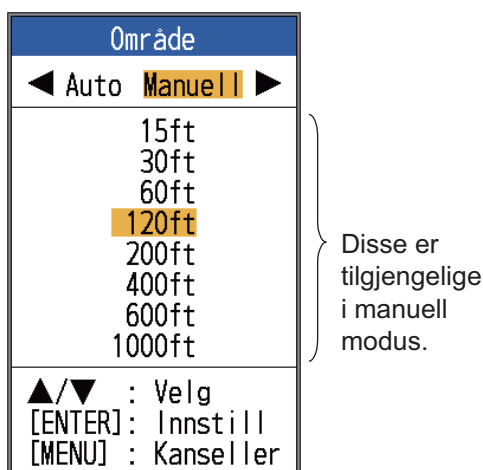 Område
◀ Auto Manuell ▶
15ft
30ft
60ft
120ft
200ft
400ft
600ft
1000ft
Disse er
tilgjengelige
i manuell
modus.
▲/▼ : Velg
[ENTER]: Innstill
[MENU] : Kanseller